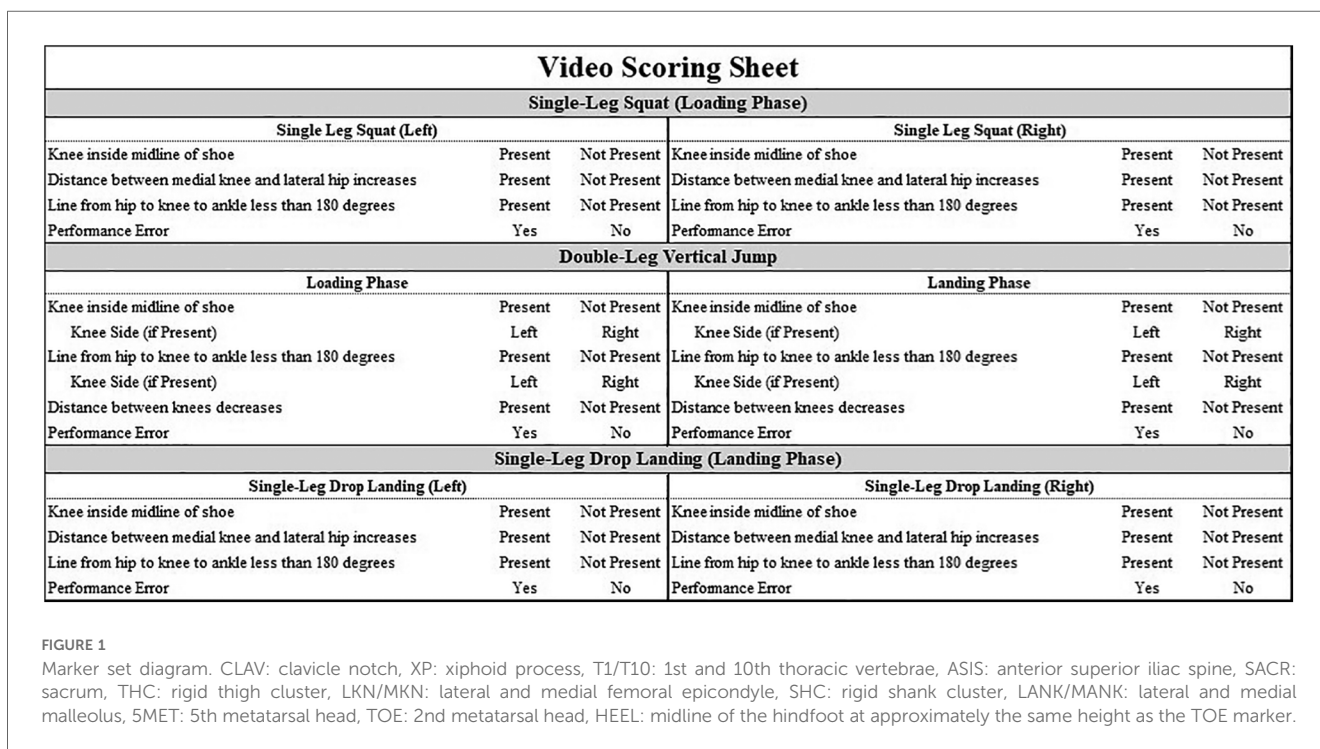 Video Scoring Sheet
Single-Leg Squat (Loading Phase)
Single Leg Squat (Left) Single Leg Squat (Right)
Knee inside midline of shoe Present Not Present Knee inside midline of shoe Present Not Present
Distance between medial knee and lateral hip increases Present Not Present Distance between medial knee and lateral hip increases Present Not Present
Line from hip to knee to ankle less than 180 degrees Present Not Present Line from hip to knee to ankle less than 180 degrees Present Not Present
Performance Error Yes No Performance Error Yes No
Double-Leg Vertical Jump
Loading Phase Landing Phase
Knee inside midline of shoe Present Not Present Knee inside midline of shoe Present Not Present
Knee Side (if Present) Left Right Knee Side (if Present) Left Right
Line from hip to knee to ankle less than 180 degrees Present Not Present Line from hip to knee to ankle less than 180 degrees Present Not Present
Knee Side (if Present) Left Right Knee Side (if Present) Left Right
Distance between knees decreases Present Not Present Distance between knees decreases Present Not Present
Performance Error Yes No Performance Error Yes No
Single-Leg Drop Landing (Landing Phase)
Single-Leg Drop Landing (Left) Single-Leg Drop Landing (Right)
Knee inside midline of shoe Present Not Present Knee inside midline of shoe Present Not Present
Distance between medial knee and lateral hip increases Present Not Present Distance between medial knee and lateral hip increases Present Not Present
Line from hip to knee to ankle less than 180 degrees Present Not Present Line from hip to knee to ankle less than 180 degrees Present Not Present
Performance Error Yes No Performance Error Yes No
FIGURE 1
Marker set diagram. CLAV: clavicle notch, XP: xiphoid process, T1/T10: 1st and 10th thoracic vertebrae, ASIS: anterior superior iliac spine, SACR:
sacrum, THC: rigid thigh cluster, LKN/MKN: lateral and medial femoral epicondyle, SHC: rigid shank cluster, LANK/MANK: lateral and medial
malleolus, 5MET: 5th metatarsal head, TOE: 2nd metatarsal head, HEEL: midline of the hindfoot at approximately the same height as the TOE marker.